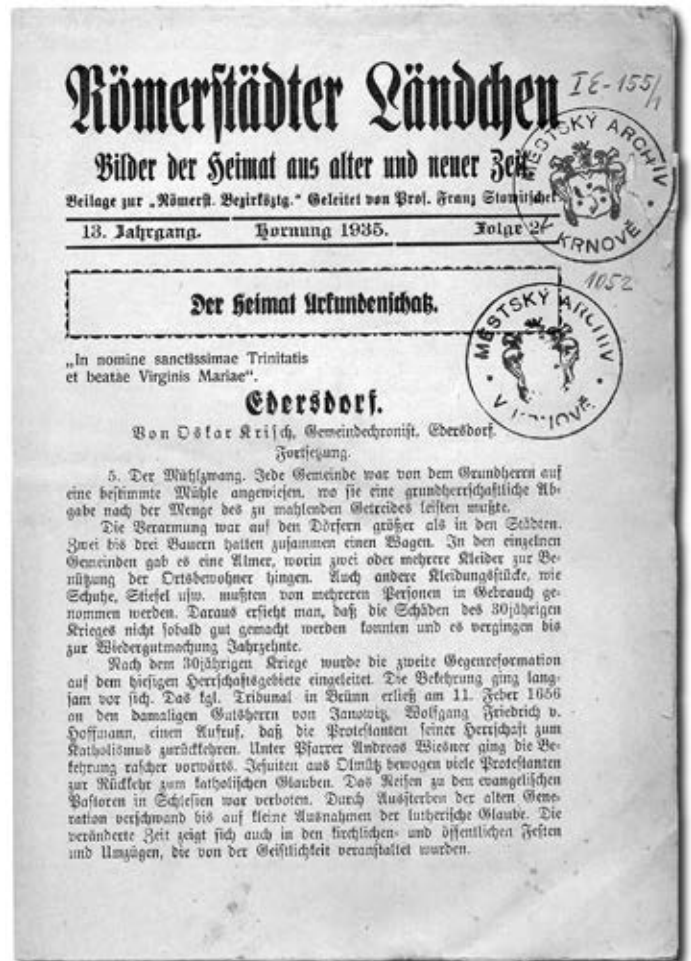 Römerstädter Ländchen
IE-155/1
Bilder der Heimat aus alter und neuer Zeit.
Beilage zur „Römerst. Bezirksztg." Geleitet von Prof. Franz
13. Jahrgang. Hornung 1935. Folge 2.
MĚSTSKÝ ARCHIV V KRNOVĚ
1052
Der Heimat Urkundenschatz.
MĚSTSKÝ ARCHIV V KRNOVĚ
„In nomine sanctissimae Trinitatis
et beatae Virginis Mariae".
Edersdorf.
Von Oskar Krisch, Gemeindechronist, Edersdorf.
Fortsetzung.
5. Der Mühlzwang. Jede Gemeinde war von dem Grundherrn auf
eine bestimmte Mühle angewiesen, wo sie eine grundherrschaftliche Ab-
gabe nach der Menge des zu mahlenden Getreides leisten mußte.
Die Verarmung war auf den Dörfern größer als in den Städten.
Zwei bis drei Bauern hatten zusammen einen Wagen. In den einzelnen
Gemeinden gab es eine Almer, worin zwei oder mehrere Kleider zur Be-
nützung der Ortsbewohner hingen. Auch andere Kleidungsstücke, wie
Schuhe, Stiefel usw. mußten von mehreren Personen in Gebrauch ge-
nommen werden. Daraus ersieht man, daß die Schäden des 30jährigen
Krieges nicht sobald gut gemacht werden konnten und es vergingen bis
zur Wiedergutmachung Jahrzehnte.
Nach dem 30jährigen Kriege wurde die zweite Gegenreformation
auf dem hiesigen Herrschaftsgebiete eingeleitet. Die Bekehrung ging lang-
sam vor sich. Das kgl. Tribunal in Brünn erließ am 11. Feber 1656
an den damaligen Gutsherrn von Janowitz, Wolfgang Friedrich v.
Hoffmann, einen Aufruf, daß die Protestanten seiner Herrschaft zum
Katholismus zurückkehren. Unter Pfarrer Andreas Wiesner ging die Be-
kehrung rascher vorwärts. Jesuiten aus Olmütz bewogen viele Protestanten
zur Rückkehr zum katholischen Glauben. Das Reisen zu den evangelischen
Pastoren in Schlesien war verboten. Durch Aussterben der alten Gene-
ration verschwand bis auf kleine Ausnahmen der lutherische Glaube. Die
veränderte Zeit zeigt sich auch in den kirchlichen- und öffentlichen Festen
und Umzügen, die von der Geistlichkeit veranstaltet wurden.